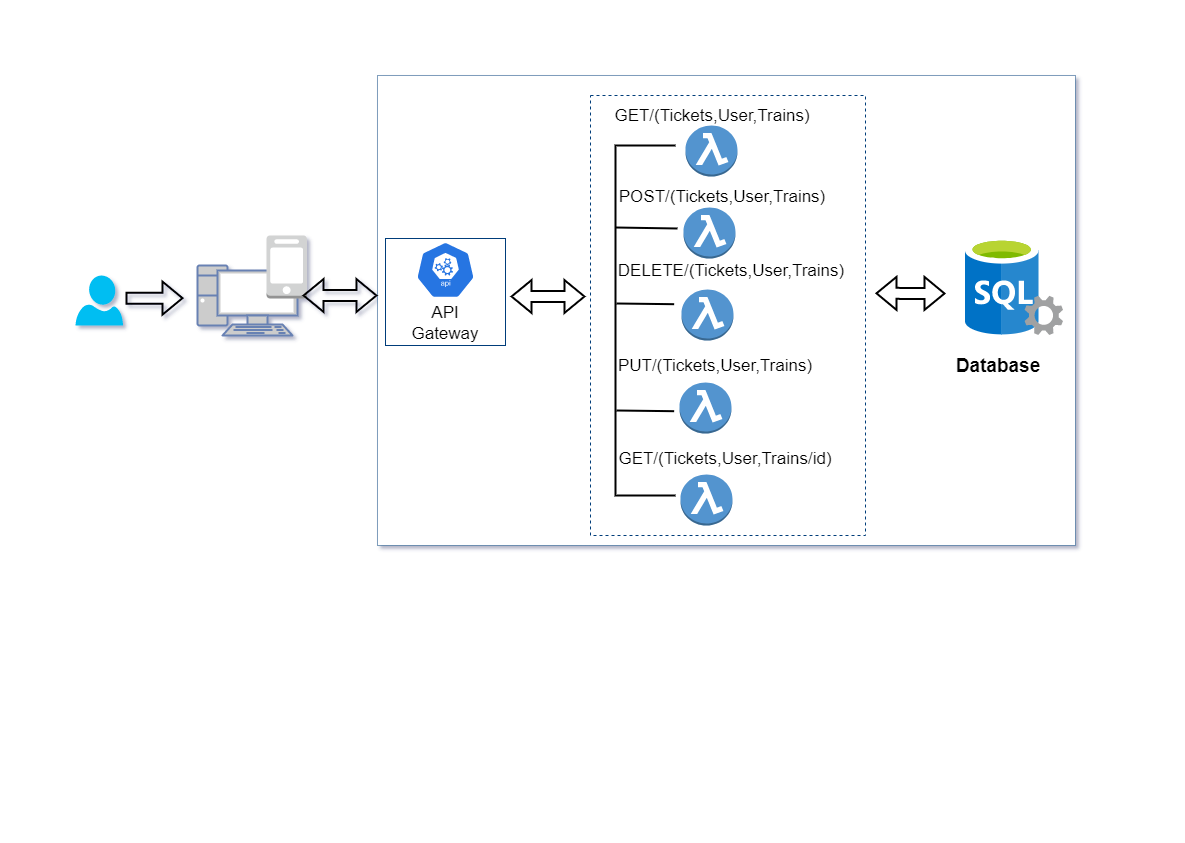 GET/(Tickets,User,Trains)
POST/(Tickets,User,Trains)
DELETE/(Tickets,User,Trains)
PUT/(Tickets,User,Trains)
GET/(Tickets,User,Trains/id)
api
API
Gateway
SQL
Database